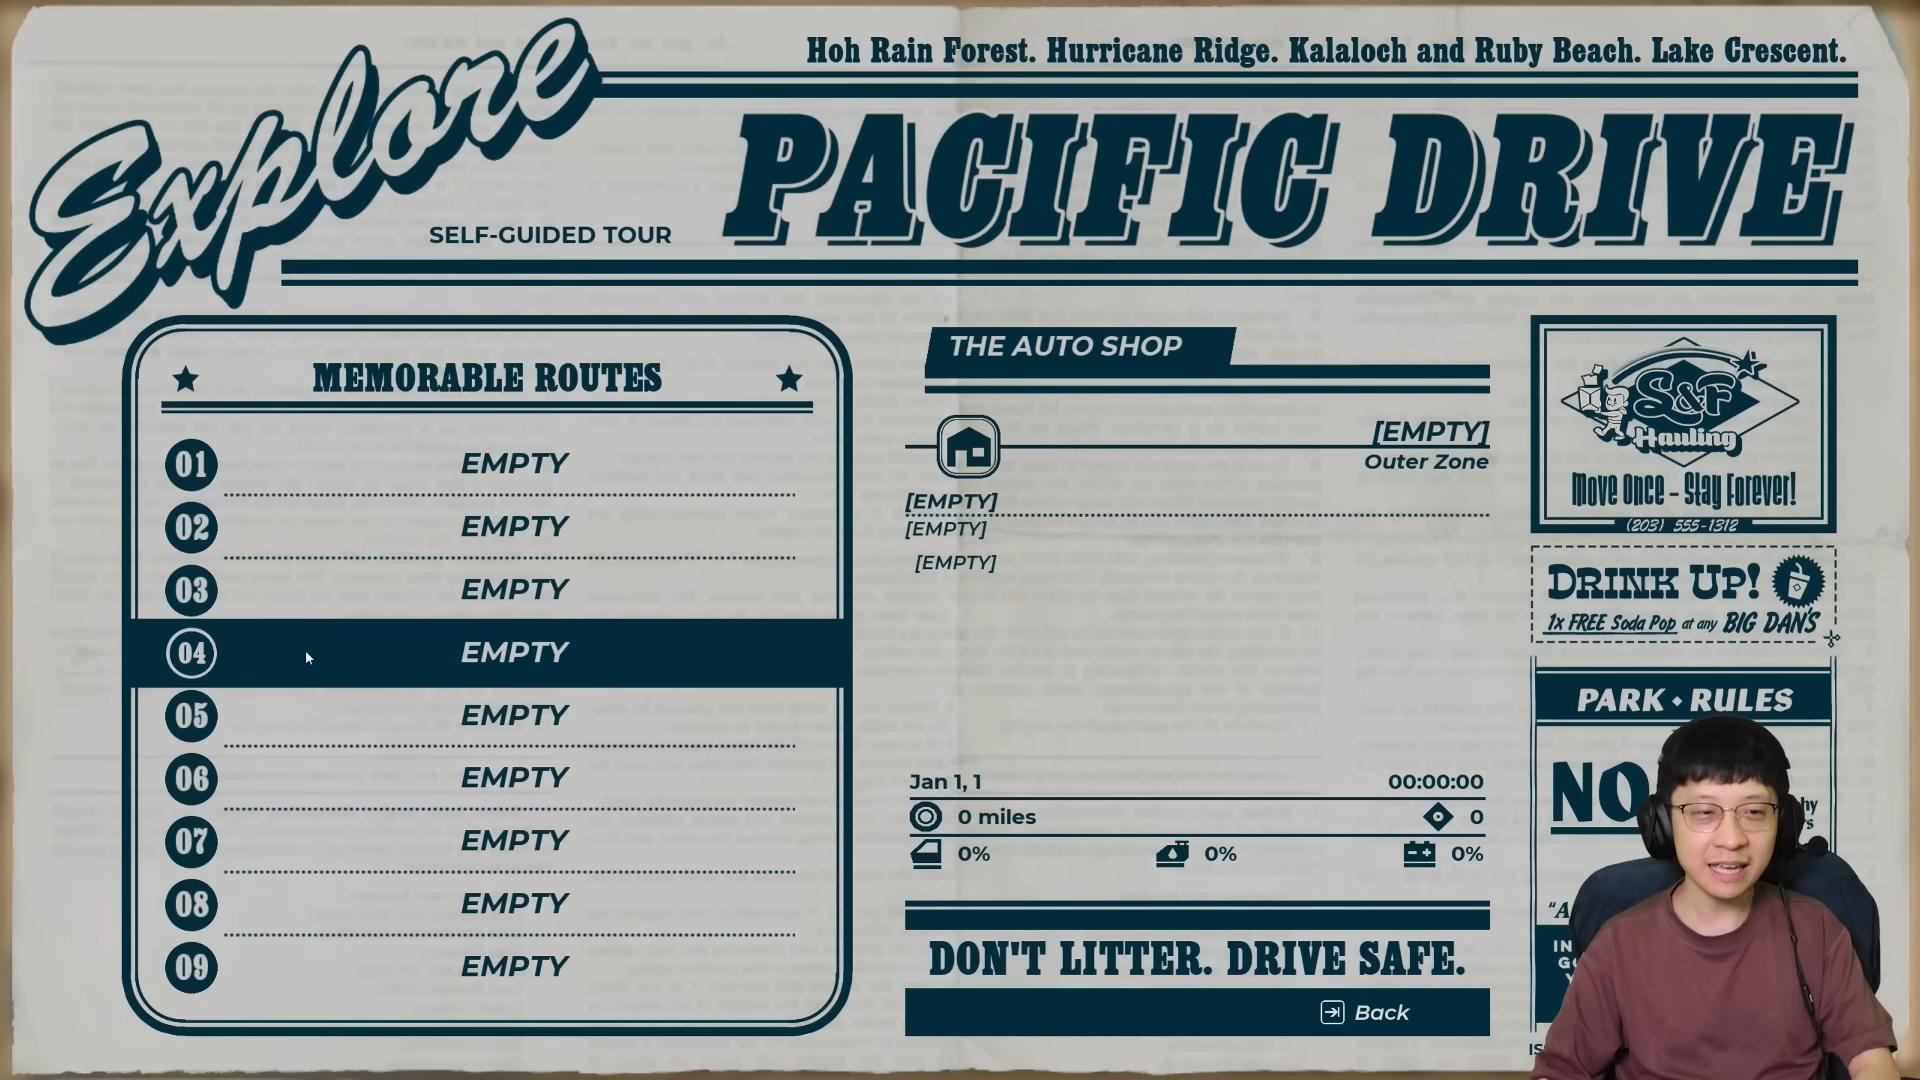 Explore
Hoh Rain Forest. Hurricane Ridge. Kalaloch and Ruby Beach. Lake Crescent.
SELF-GUIDED TOUR
PACIFIC DRIVE
MEMORABLE ROUTES
01 EMPTY
02 EMPTY
03 EMPTY
04 EMPTY
05 EMPTY
06 EMPTY
07 EMPTY
08 EMPTY
09 EMPTY
THE AUTO SHOP
[EMPTY]
Outer Zone
[EMPTY]
[EMPTY]
[EMPTY]
Jan 1, 1 00:00:00
0 miles 0
0% 0% 0%
DON'T LITTER. DRIVE SAFE.
Back
S&F
Hauling
Move Once - Stay Forever!
(203) 555-1312
DRINK UP!
1x FREE Soda Pop at any BIG DAN'S
PARK • RULES
NO